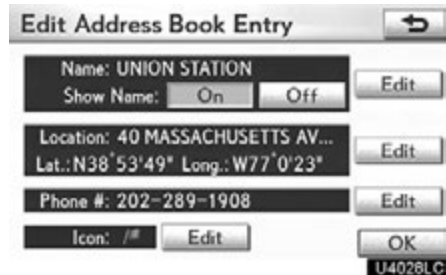 Edit Address Book Entry
Name: UNION STATION
Show Name: On Off
Edit
Location: 40 MASSACHUSETTS AV...
Lat.: N38°53'49" Long.: W77°0'23"
Edit
Phone #: 202-289-1908 Edit
Icon: Edit
OK
U4028LC